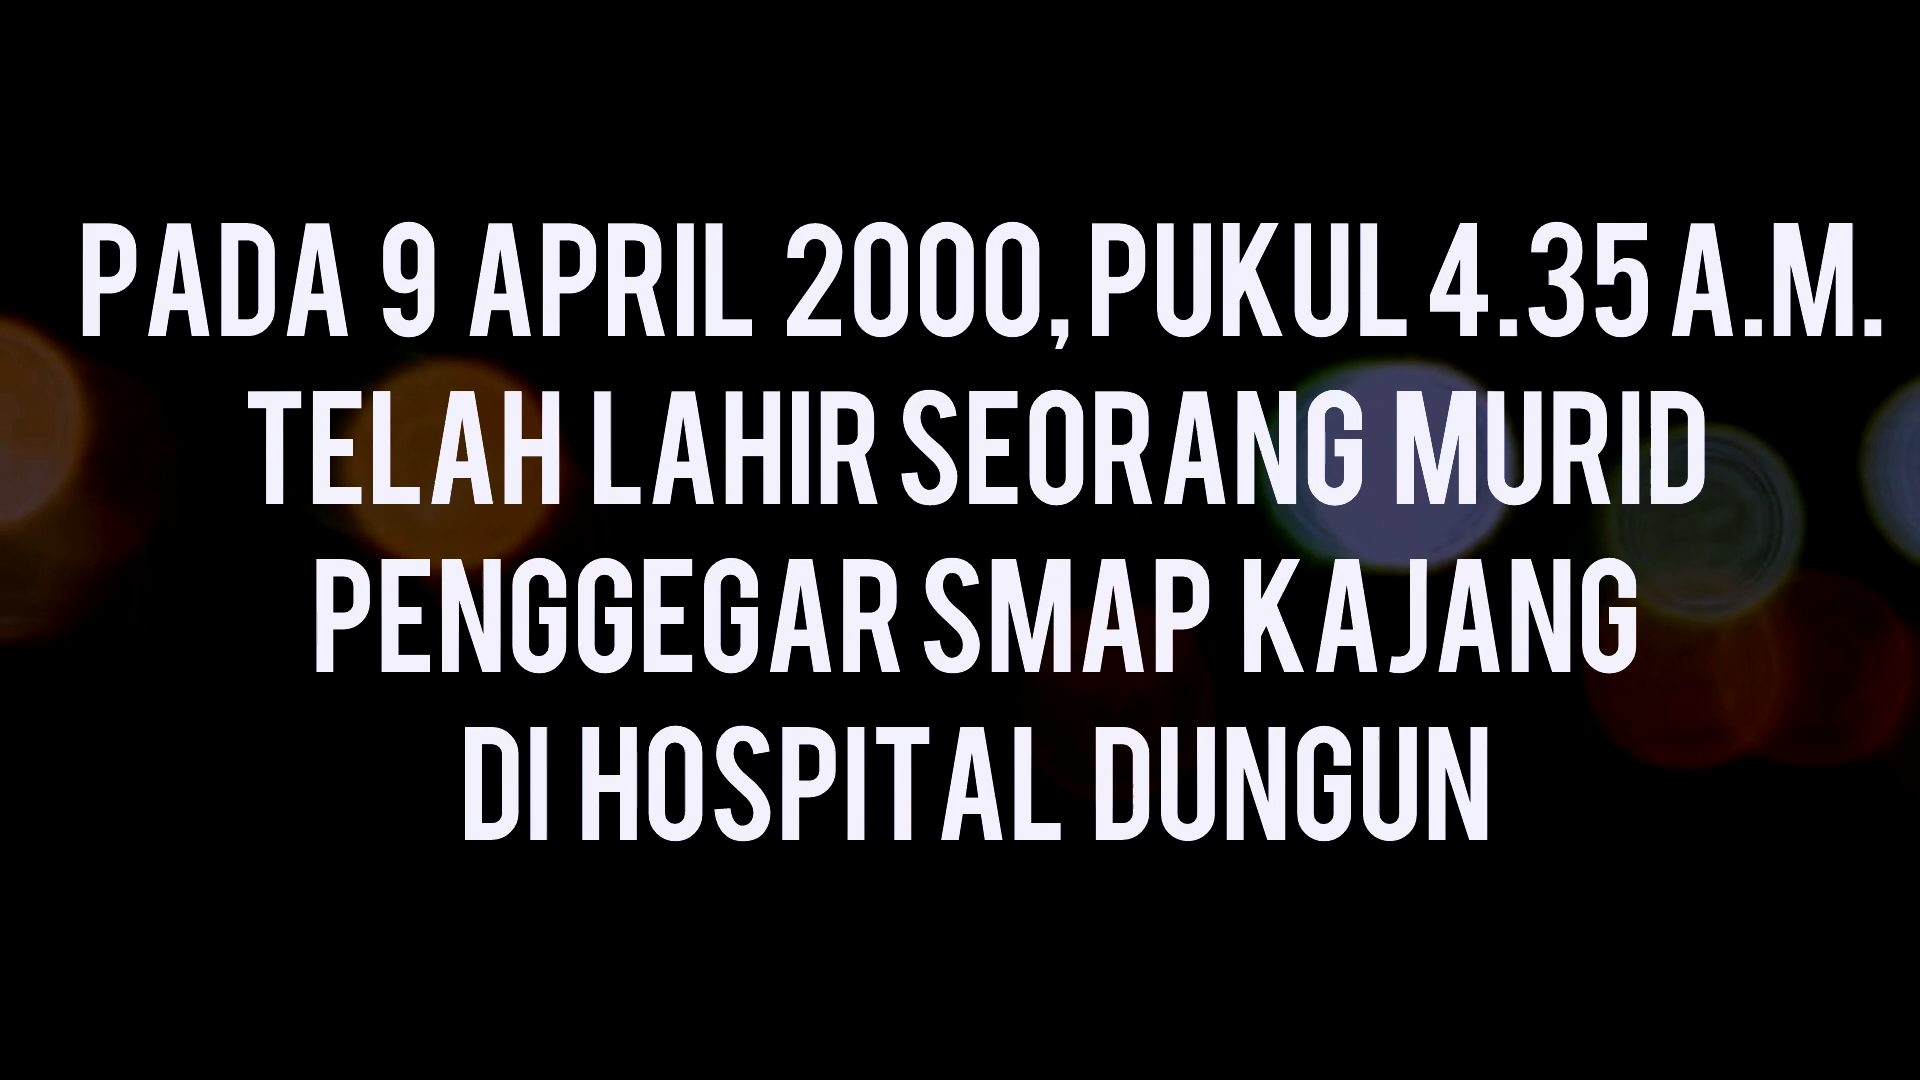 PADA 9 APRIL 2000, PUKUL 4.35 A.M.
TELAH LAHIR SEORANG MURID
PENGGEGAR SMAP KAJANG
DI HOSPITAL DUNGUN